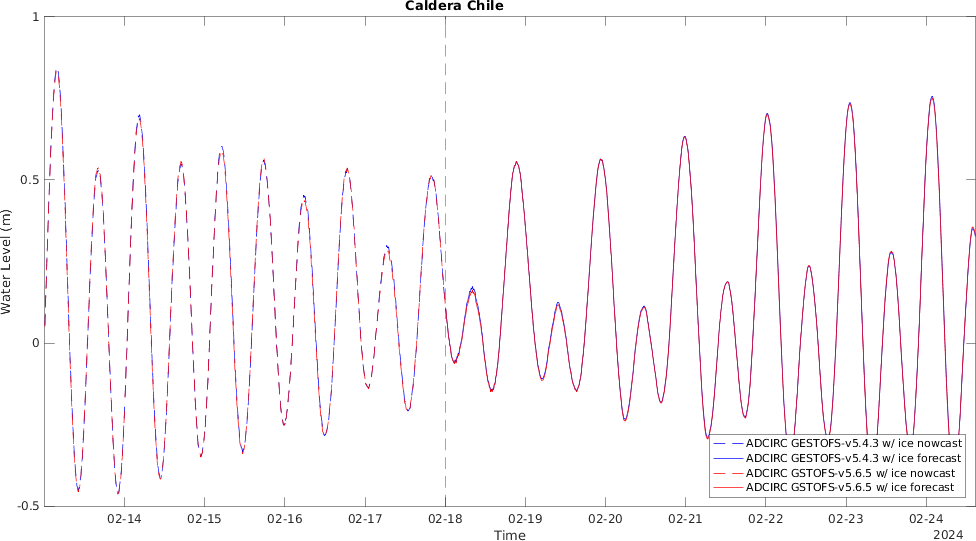 Caldera Chile
1
0.5
0
-0.5
Water Level (m)
02-14 02-15 02-16 02-17 02-18 02-19 02-20 02-21 02-22 02-23 02-24
Time
2024
ADCIRC GESTOFS-v5.4.3 w/ ice nowcast
ADCIRC GESTOFS-v5.4.3 w/ ice forecast
ADCIRC GSTOFS-v5.6.5 w/ ice nowcast
ADCIRC GSTOFS-v5.6.5 w/ ice forecast